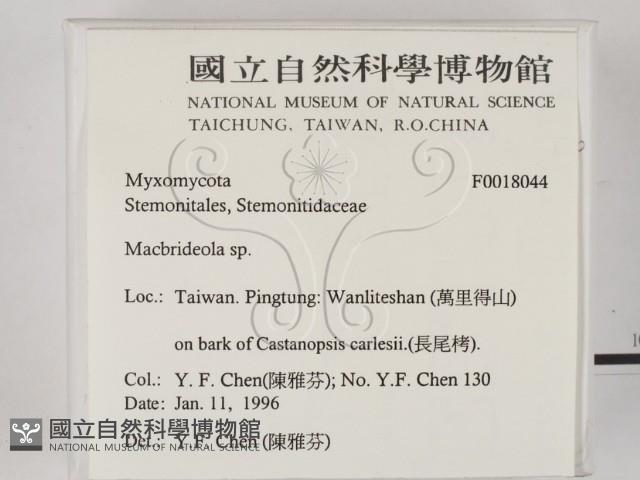 國立自然科學博物館
NATIONAL MUSEUM OF NATURAL SCIENCE
TAICHUNG, TAIWAN, R.O.CHINA
Myxomycota F0018044
Stemonitales, Stemonitidaceae
Macbrideola sp.
Loc.: Taiwan. Pingtung: Wanliteshan (萬里得山)
on bark of Castanopsis carlesii.(長尾栲).
Col.: Y. F. Chen(陳雅芬); No. Y.F. Chen 130
Date: Jan. 11, 1996
Det.: Y. F. Chen (陳雅芬)
國立自然科學博物館
NATIONAL MUSEUM OF NATURAL SCIENCE